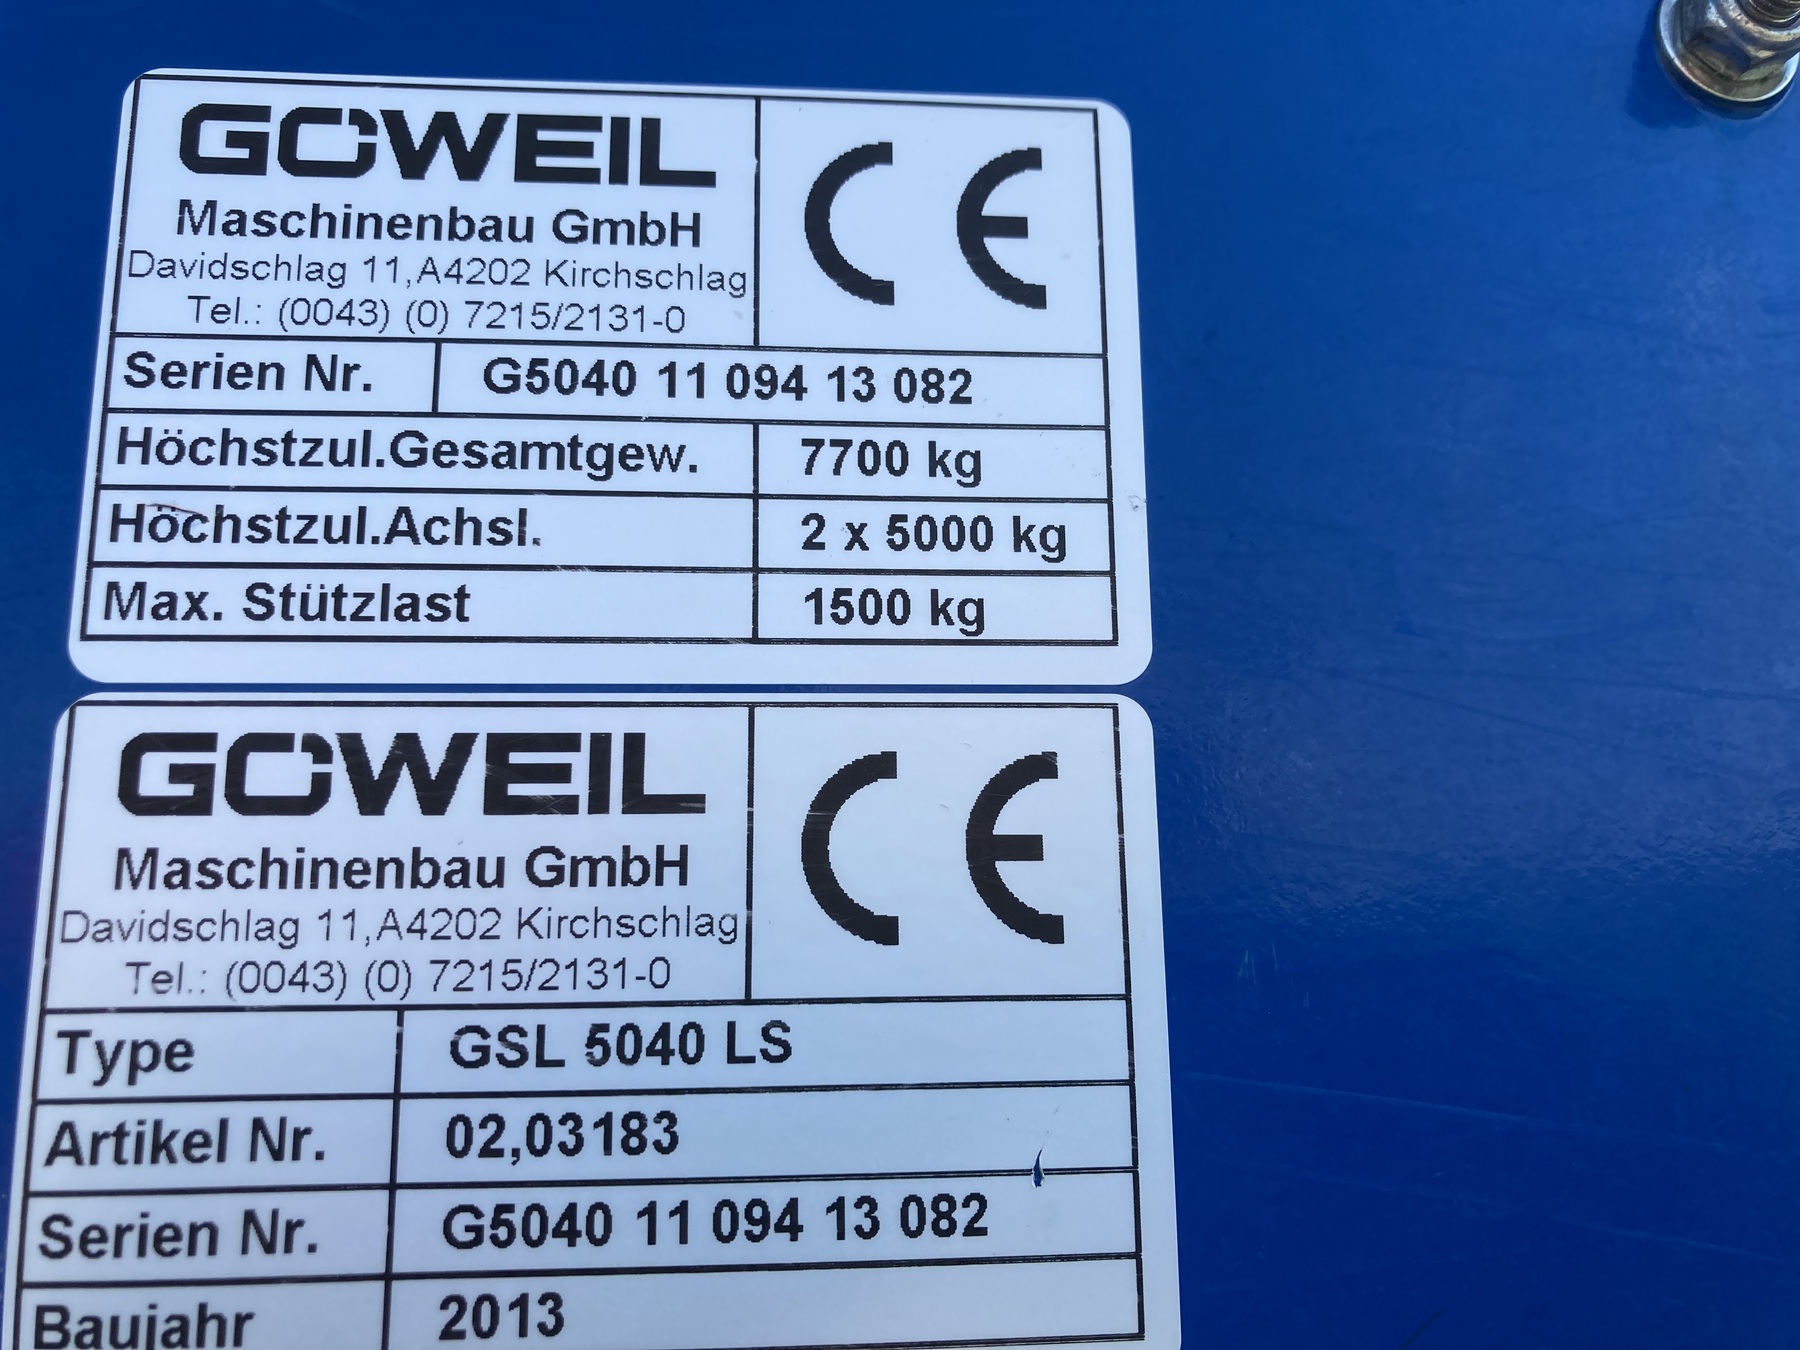 GÖWEIL
Maschinenbau GmbH
Davidschlag 11,A4202 Kirchschlag
Tel.: (0043) (0) 7215/2131-0
CE
Serien Nr. G5040 11 094 13 082
Höchstzul.Gesamtgew. 7700 kg
Höchstzul.Achsl. 2 x 5000 kg
Max. Stützlast 1500 kg
GÖWEIL
Maschinenbau GmbH
Davidschlag 11,A4202 Kirchschlag
Tel.: (0043) (0) 7215/2131-0
CE
Type GSL 5040 LS
Artikel Nr. 02,03183
Serien Nr. G5040 11 094 13 082
Baujahr 2013